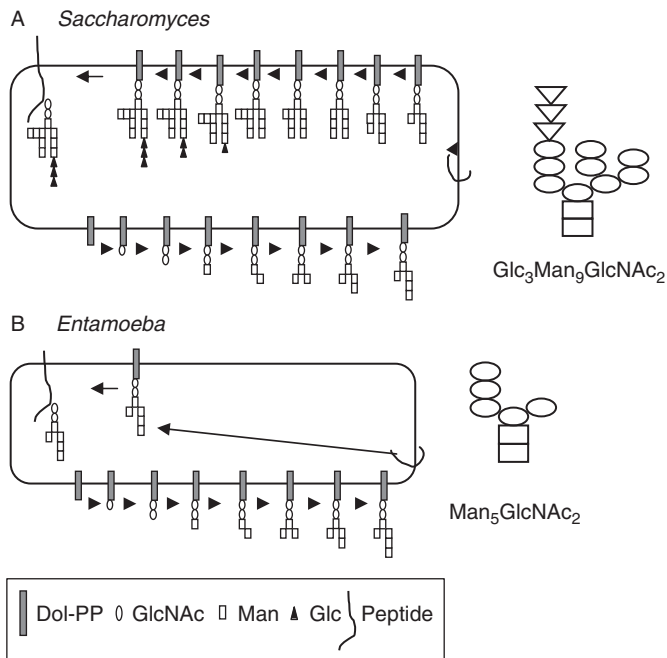 A Saccharomyces
Glc₃Man₉GlcNAc₂
B Entamoeba
Man₅GlcNAc₂
Dol-PP GlcNAc Man Glc Peptide